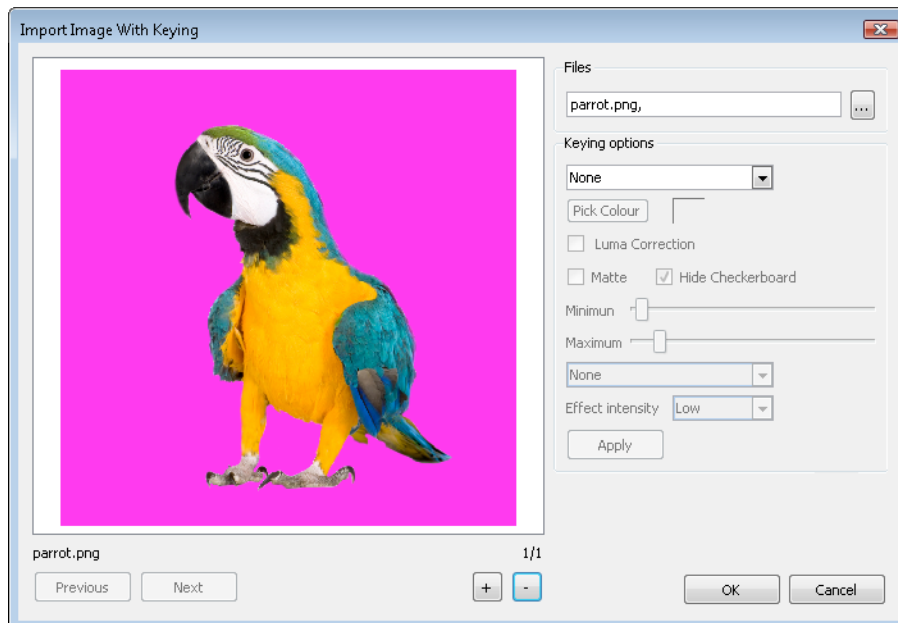 Import Image With Keying
Files
parrot.png,
...
Keying options
None
Pick Colour
Luma Correction
Matte
Hide Checkerboard
Minimun
Maximum
None
Effect intensity
Low
Apply
parrot.png
1/1
Previous
Next
+
-
OK
Cancel